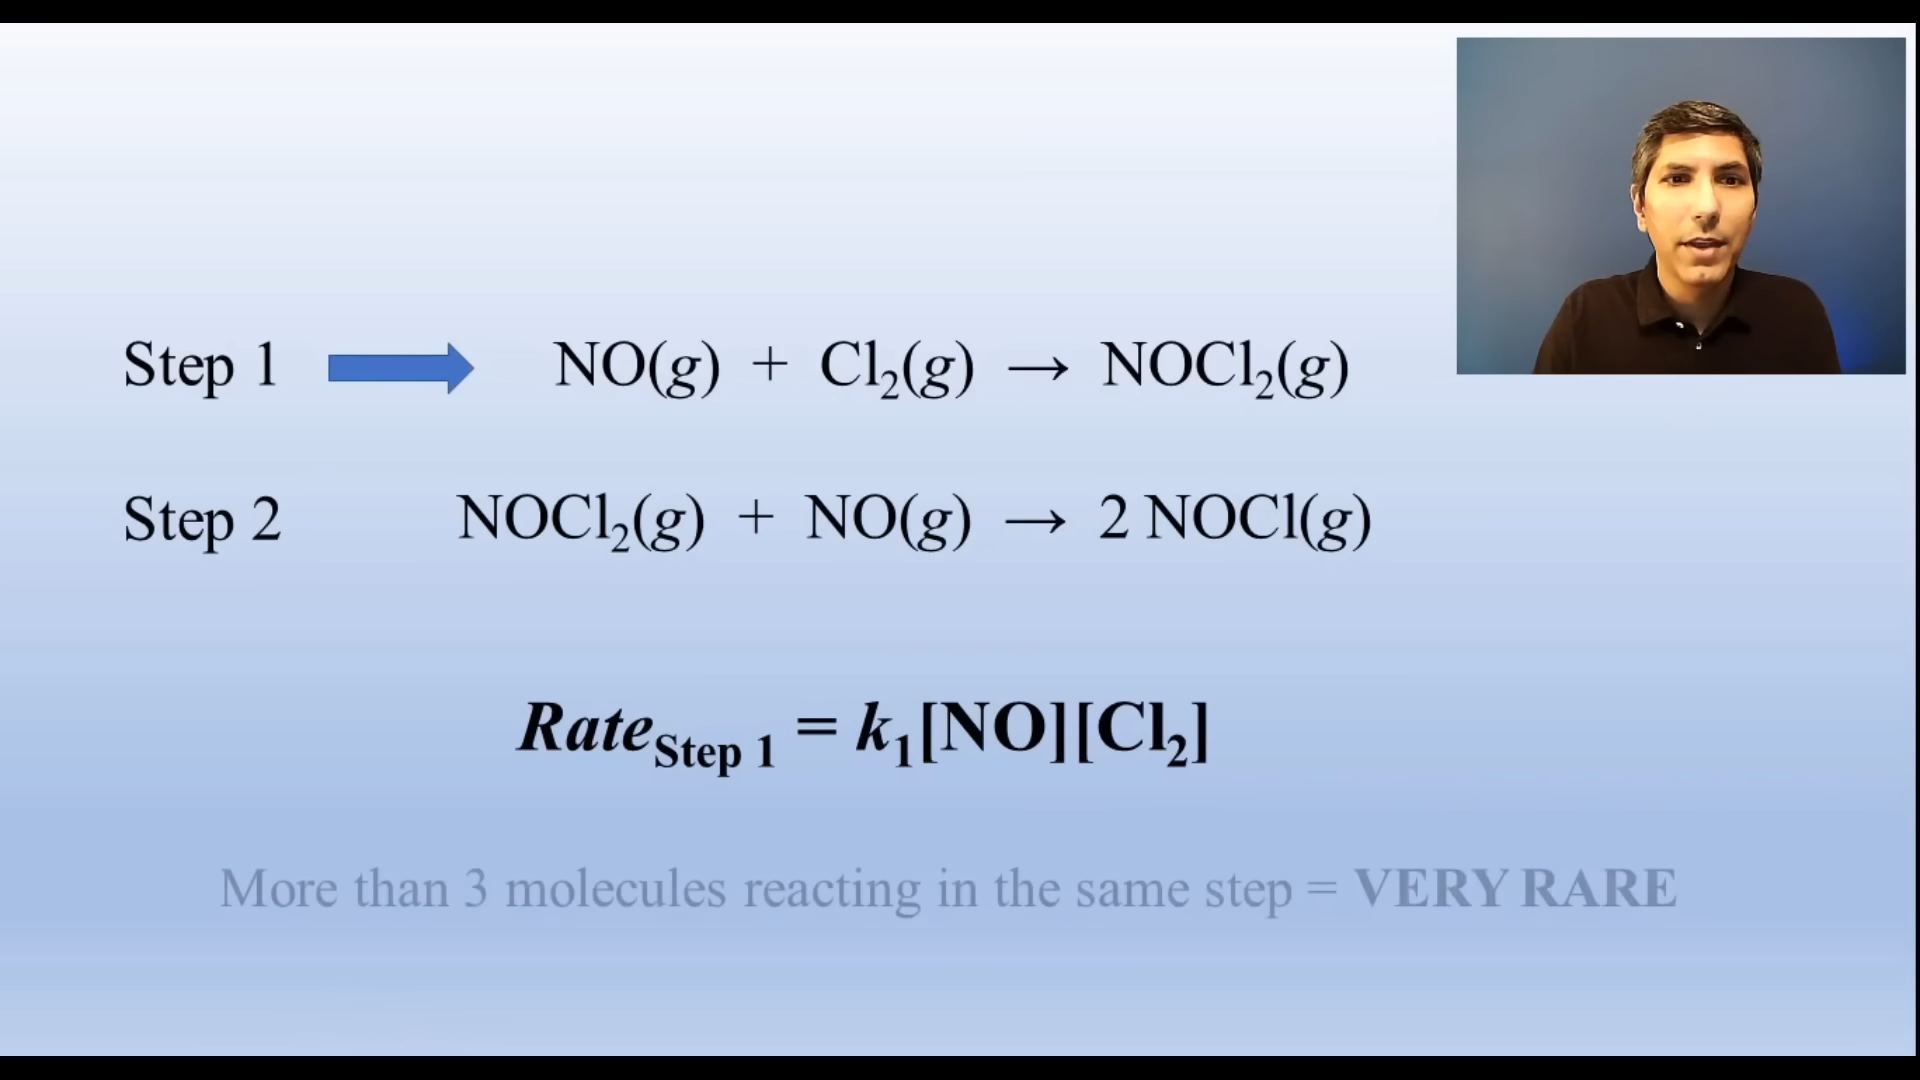 Step 1 NO(g) + Cl₂(g) → NOCl₂(g)
Step 2 NOCl₂(g) + NO(g) → 2 NOCl(g)
Rate_Step 1 = k₁[NO][Cl₂]
More than 3 molecules reacting in the same step = VERY RARE